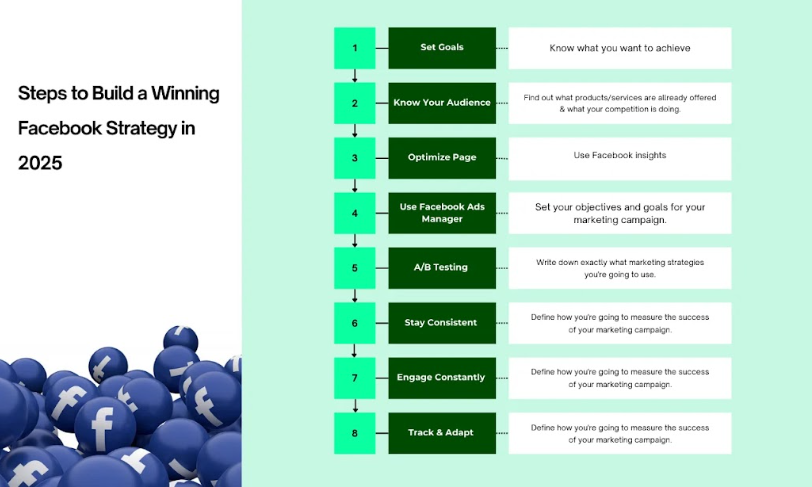 Steps to Build a Winning
Facebook Strategy in
2025
1
Set Goals
Know what you want to achieve
2
Know Your Audience
Find out what products/services are allready offered
& what your competition is doing.
3
Optimize Page
Use Facebook insights
4
Use Facebook Ads
Manager
Set your objectives and goals for your
marketing campaign.
5
A/B Testing
Write down exactly what marketing strategies
you're going to use.
6
Stay Consistent
Define how you're going to measure the success
of your marketing campaign.
7
Engage Constantly
Define how you're going to measure the success
of your marketing campaign.
8
Track & Adapt
Define how you're going to measure the success
of your marketing campaign.